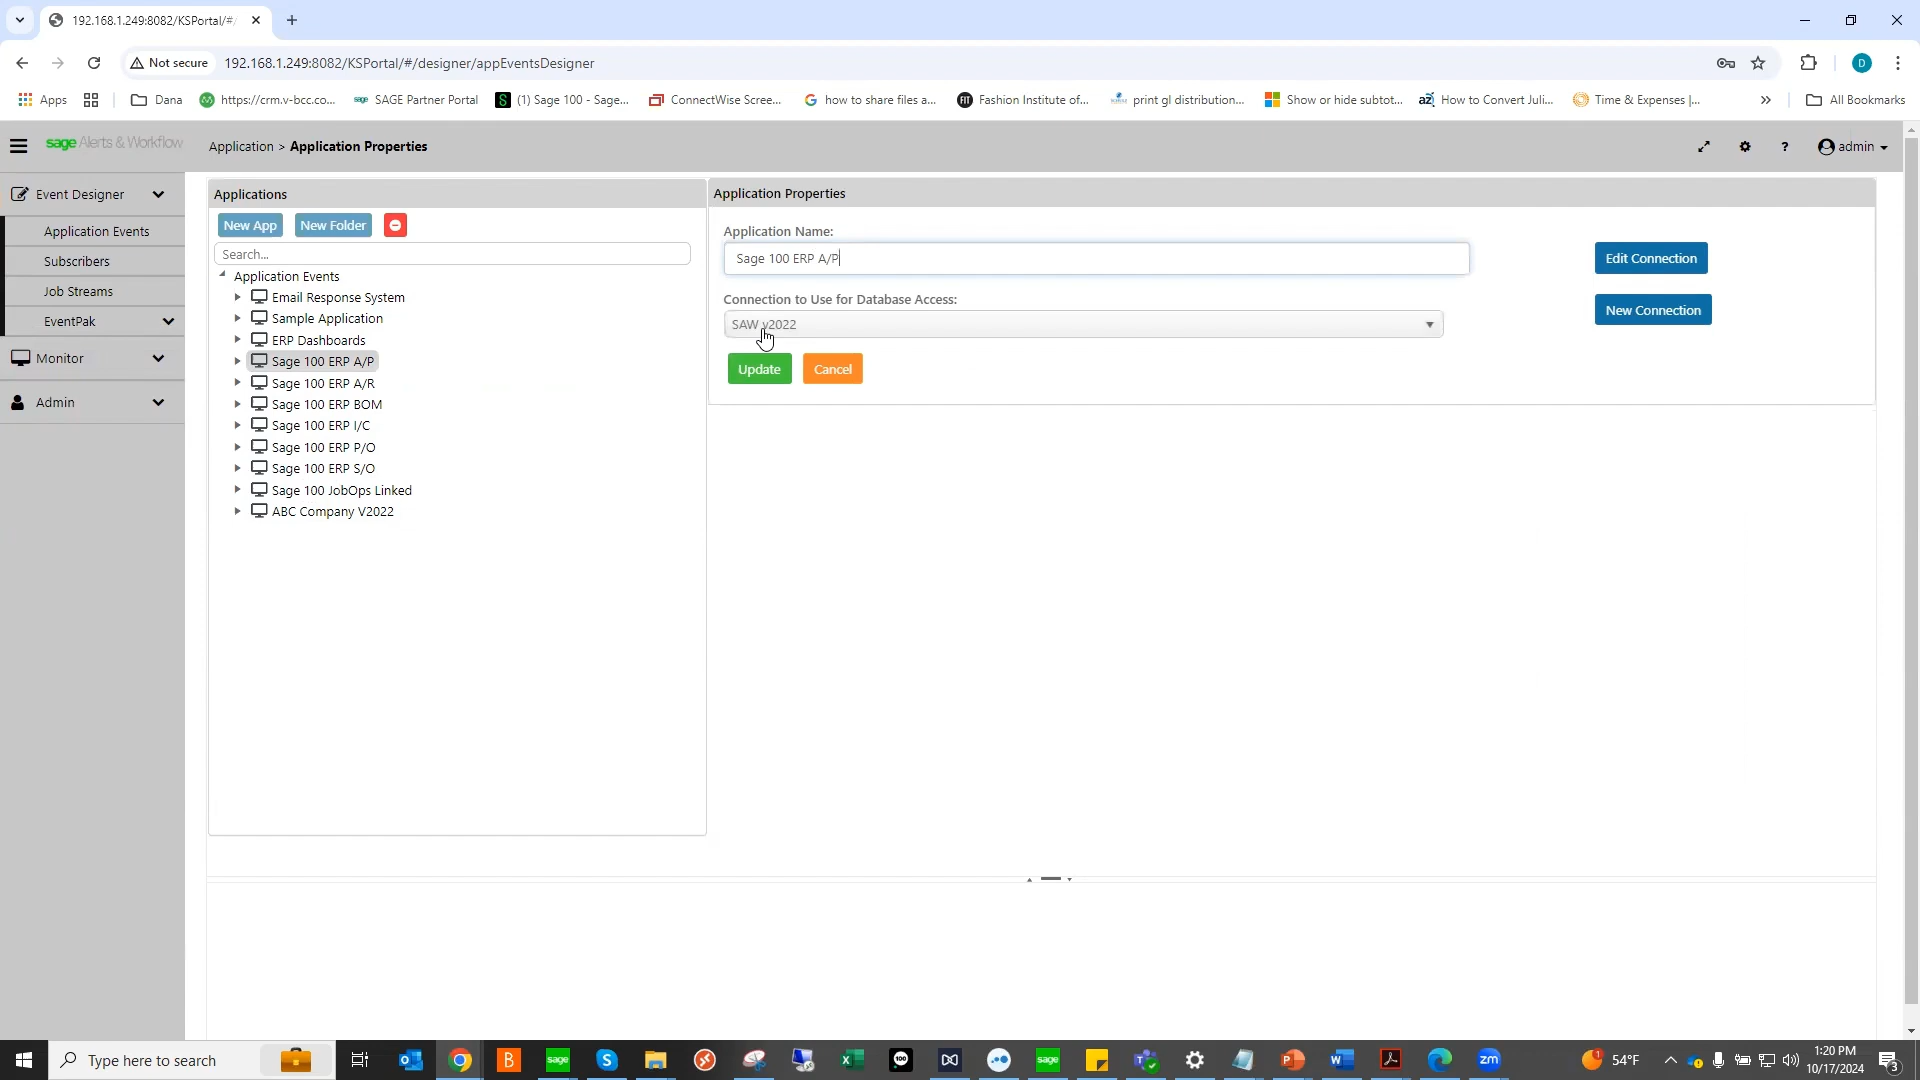 192.168.1.249:8082/KSPortal/#/
Not secure
192.168.1.249:8082/KSPortal/#/designer/appEventsDesigner
D
Apps
Dana
https://crm.v-bcc.co...
SAGE Partner Portal
(1) Sage 100 - Sage...
ConnectWise Scree...
how to share files a...
Fashion Institute of...
print gl distribution...
Show or hide subtot...
How to Convert Juli...
Time & Expenses |...
All Bookmarks
sage Alerts & Workflow
Application > Application Properties
admin
Event Designer
Application Events
Subscribers
Job Streams
EventPak
Monitor
Admin
Applications
New App
New Folder
Search...
Application Events
Email Response System
Sample Application
ERP Dashboards
Sage 100 ERP A/P
Sage 100 ERP A/R
Sage 100 ERP BOM
Sage 100 ERP I/C
Sage 100 ERP P/O
Sage 100 ERP S/O
Sage 100 JobOps Linked
ABC Company V2022
Application Properties
Application Name:
Sage 100 ERP A/P
Edit Connection
Connection to Use for Database Access:
SAW v2022
New Connection
Update
Cancel
Type here to search
54°F
1:20 PM
10/17/2024
3